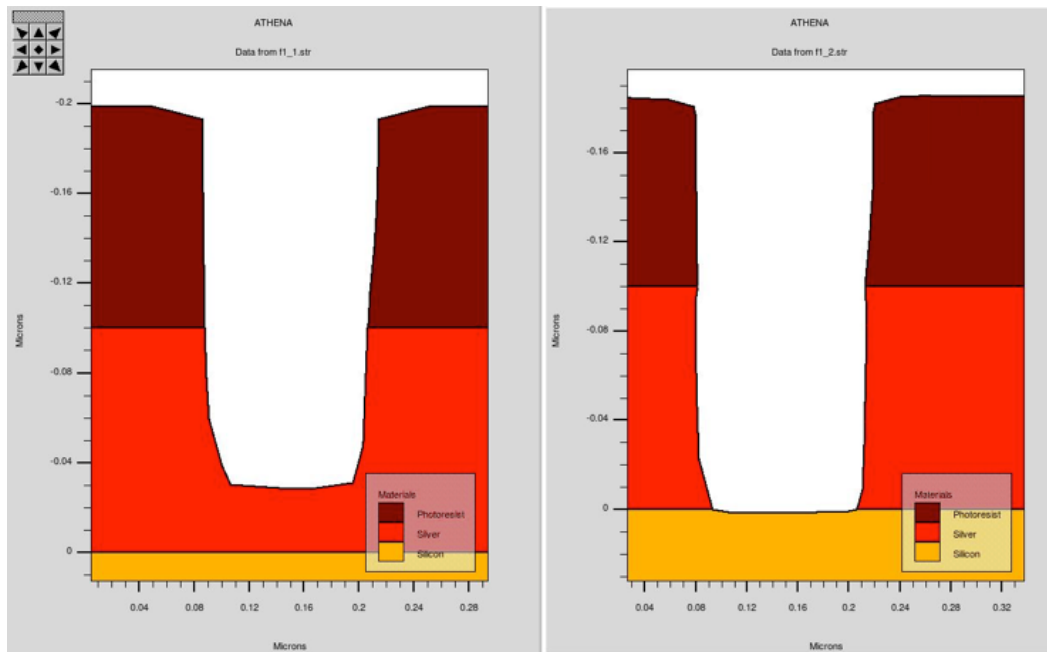 ATHENA
Data from f1_1.str
-0.2
-0.16
-0.12
-0.08
-0.04
0
Microns
0.04
0.08
0.12
0.16
0.2
0.24
0.28
Microns
Materials
Photoresist
Silver
Silicon
ATHENA
Data from f1_2.str
-0.16
-0.12
-0.08
-0.04
0
Microns
0.04
0.08
0.12
0.16
0.2
0.24
0.28
0.32
Microns
Materials
Photoresist
Silver
Silicon